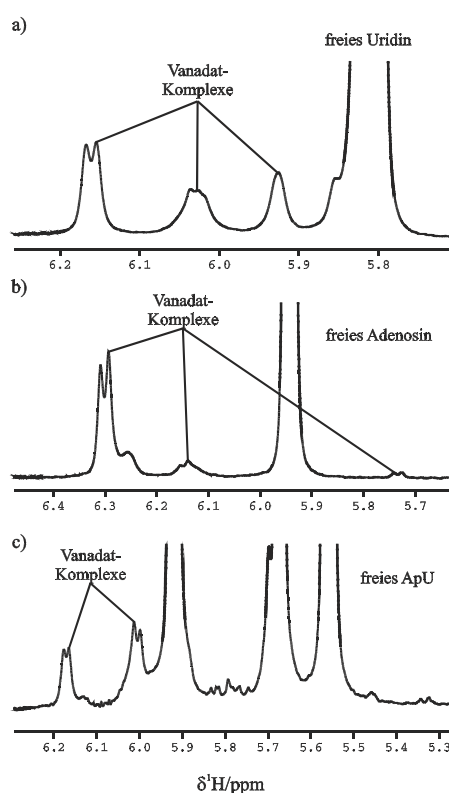 a)
freies Uridin
Vanadat-
Komplexe
6.2 6.1 6.0 5.9 5.8
b)
Vanadat-
Komplexe
freies Adenosin
6.4 6.3 6.2 6.1 6.0 5.9 5.8 5.7
c)
Vanadat-
Komplexe
freies ApU
6.2 6.1 6.0 5.9 5.8 5.7 5.6 5.5 5.4 5.3
δ¹H/ppm